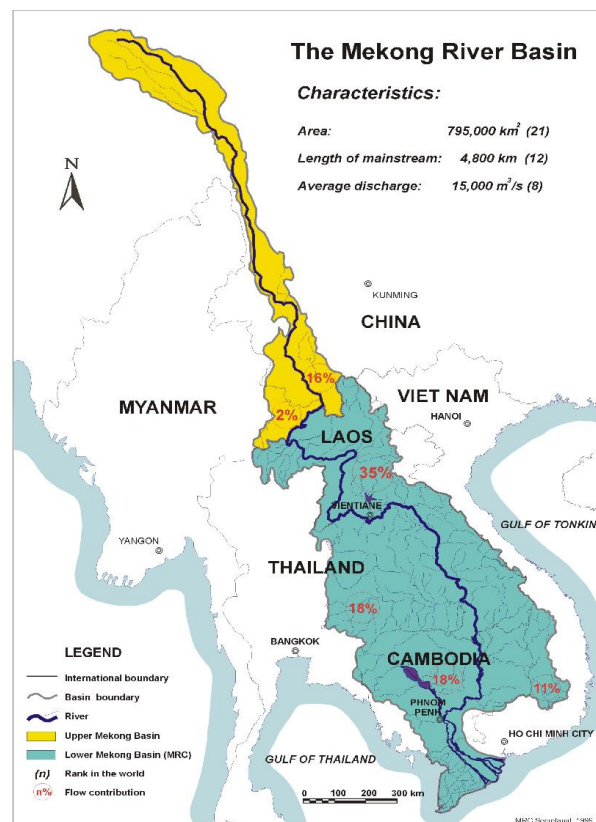 The Mekong River Basin
Characteristics:
Area: 795,000 km² (21)
Length of mainstream: 4,800 km (12)
Average discharge: 15,000 m³/s (8)
N
KUNMING
CHINA
16%
MYANMAR
2%
VIET NAM
HANOI
LAOS
35%
VIENTIANE
GULF OF TONKIN
YANGON
THAILAND
18%
BANGKOK
CAMBODIA
18%
11%
PHNOM
PENH
HO CHI MINH CITY
GULF OF THAILAND
LEGEND
International boundary
Basin boundary
River
Upper Mekong Basin
Lower Mekong Basin (MRC)
(n) Rank in the world
n% Flow contribution
0 100 200 300 km